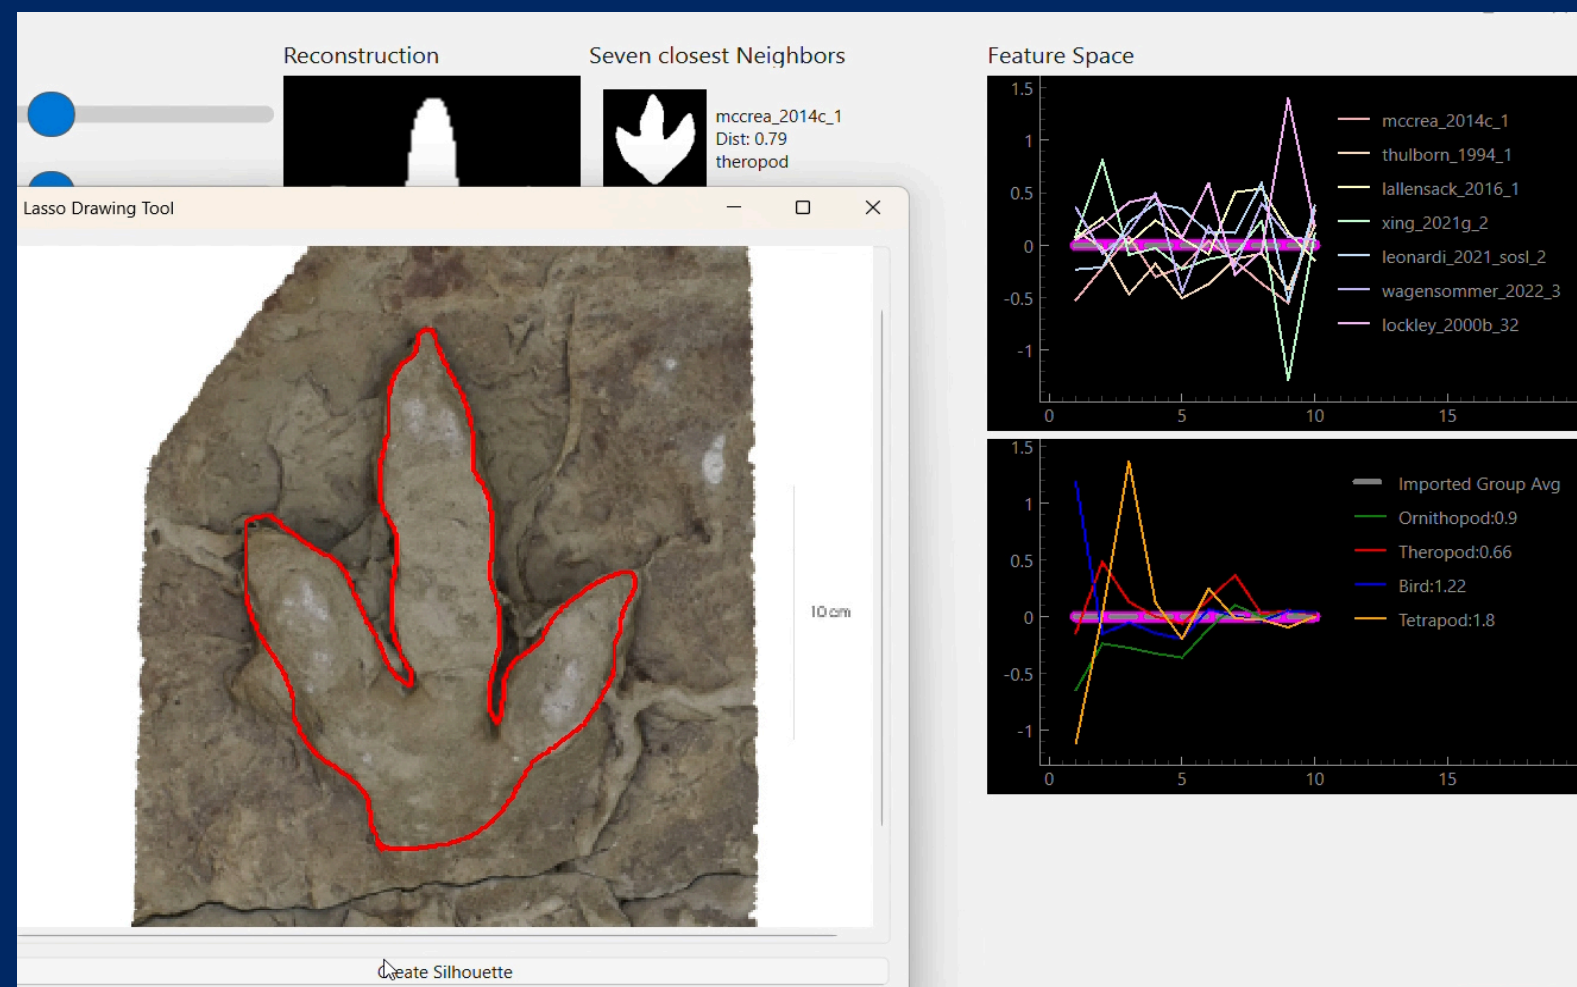 Reconstruction
Seven closest Neighbors
mccrea_2014c_1
Dist: 0.79
theropod
Lasso Drawing Tool
10 cm
Create Silhouette
Feature Space
1.5
1
0.5
0
-0.5
-1
0
5
10
15
mccrea_2014c_1
thulborn_1994_1
lallensack_2016_1
xing_2021g_2
leonardi_2021_sosl_2
wagensommer_2022_3
lockley_2000b_32
1.5
1
0.5
0
-0.5
-1
0
5
10
15
Imported Group Avg
Ornithopod:0.9
Theropod:0.66
Bird:1.22
Tetrapod:1.8